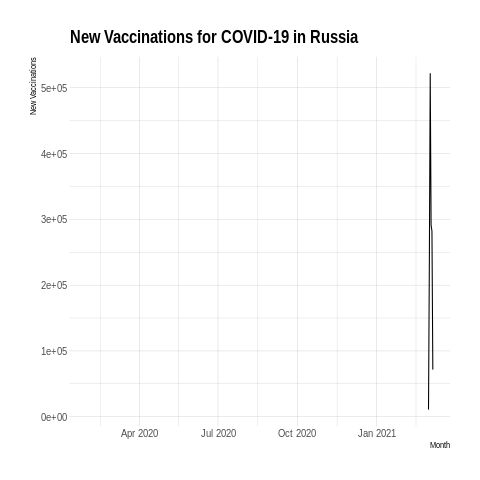 New Vaccinations for COVID-19 in Russia
New Vaccinations
5e+05
4e+05
3e+05
2e+05
1e+05
0e+00
Apr 2020 Jul 2020 Oct 2020 Jan 2021
Month